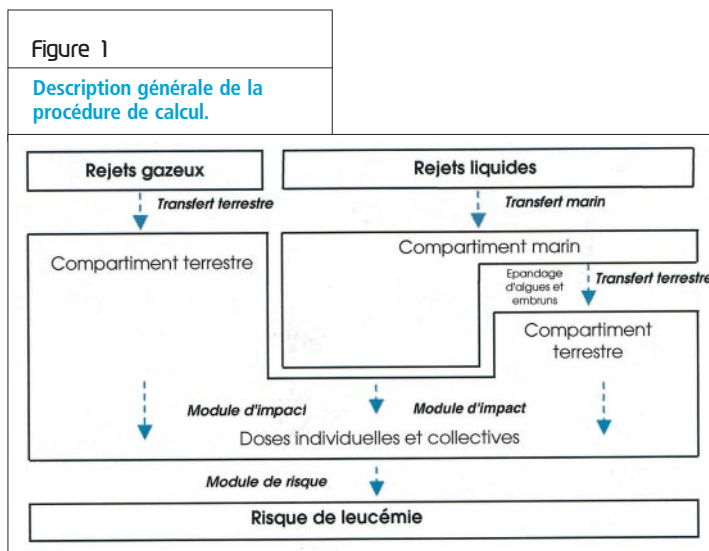 Figure 1
Description générale de la
procédure de calcul.
Rejets gazeux
Rejets liquides
Transfert terrestre
Transfert marin
Compartiment terrestre
Compartiment marin
Epandage
d'algues et
embruns
Transfert terrestre
Compartiment
terrestre
Module d'impact
Module d'impact
Doses individuelles et collectives
Module de risque
Risque de leucémie